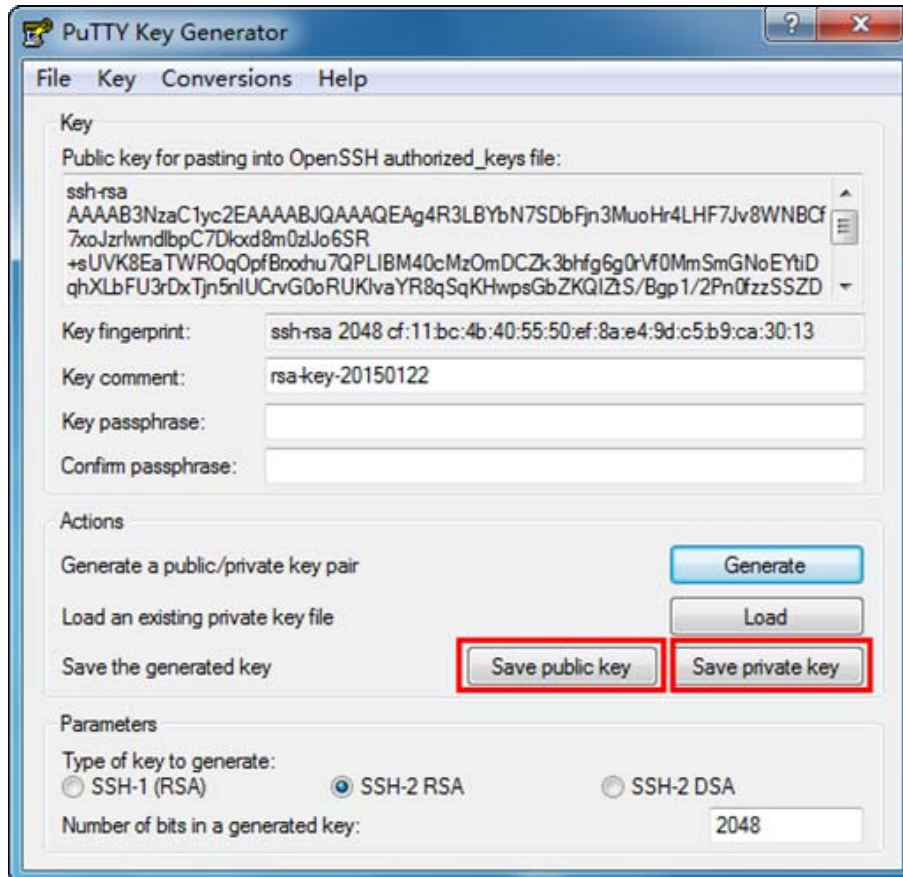 PuTTY Key Generator
File Key Conversions Help
Key
Public key for pasting into OpenSSH authorized_keys file:
ssh-rsa
AAAAB3NzaC1yc2EAAAABJQAAAQEAg4R3LBYbN7SDbFjn3MuoHr4LHF7Jv8WNBCf
7xoJzrlwndlbpC7Dkxd8m0zlJo6SR
+sUVK8EaTWROqOpfBrxxhu7QPLIBM40cMzOmDCZk3bhfg6g0rVf0MmSmGNoEYtiD
qhXLbFU3rDxTjn5nlUCrvG0oRUKIvaYR8qSqKHwpsGbZKQIZtS/Bgp1/2Pn0fzzSSZD
Key fingerprint: ssh-rsa 2048 cf:11:bc:4b:40:55:50:ef:8a:e4:9d:c5:b9:ca:30:13
Key comment: rsa-key-20150122
Key passphrase:
Confirm passphrase:
Actions
Generate a public/private key pair Generate
Load an existing private key file Load
Save the generated key Save public key Save private key
Parameters
Type of key to generate:
SSH-1 (RSA) SSH-2 RSA SSH-2 DSA
Number of bits in a generated key: 2048